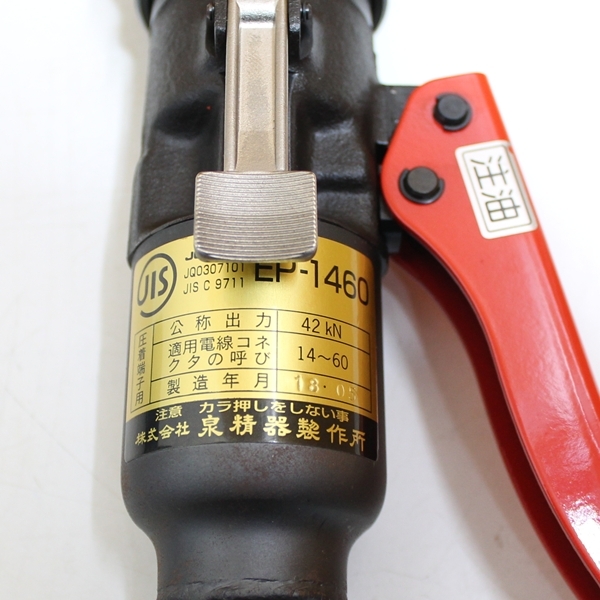 JIS
JQ0307101
JIS C 9711
EP-1460
圧着端子用
公称出力 42 kN
適用電線コネクタの呼び 14〜60
製造年月
注意 カラ押しをしない事
株式会社 泉精器製作所
注油